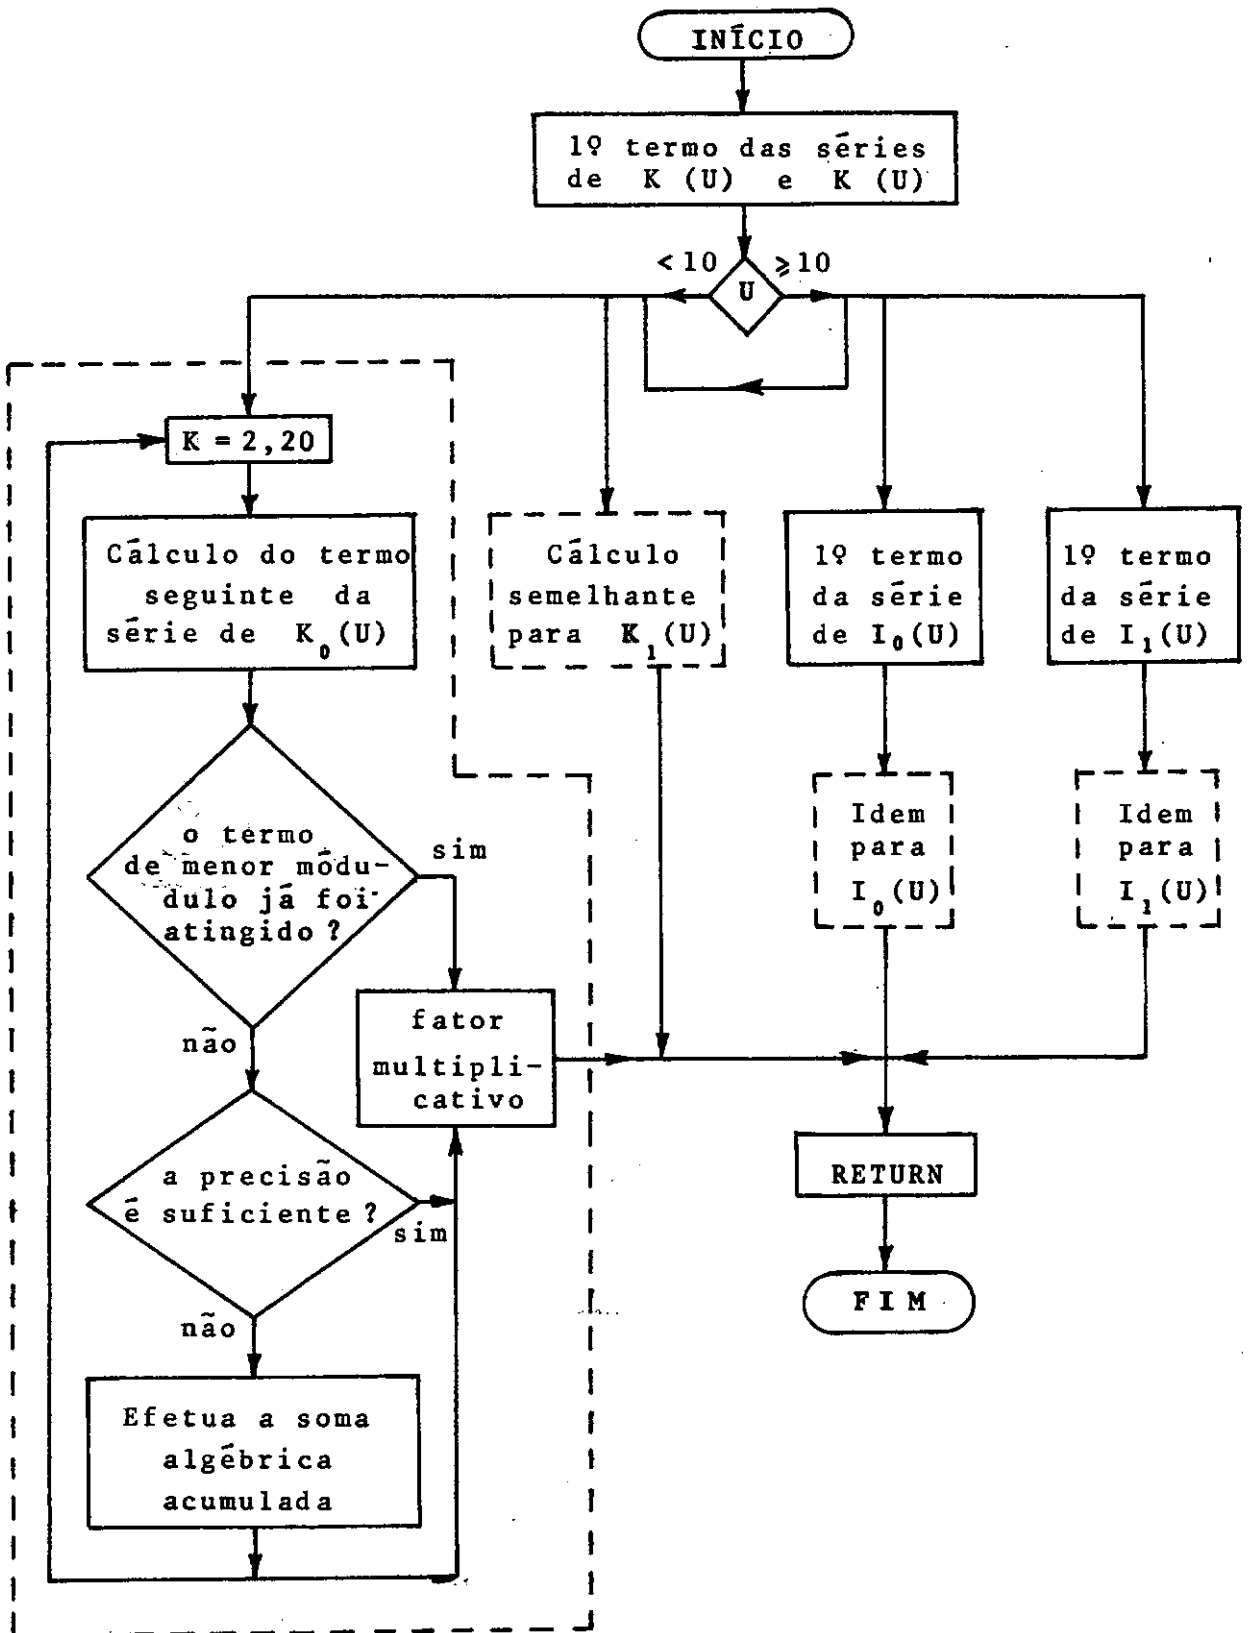 INÍCIO
1º termo das séries
de K (U) e K (U)
< 10
≥ 10
U
K = 2,20
Cálculo do termo
seguinte da
série de K₀(U)
Cálculo
semelhante
para K₁(U)
1º termo
da série
de I₀(U)
1º termo
da série
de I₁(U)
o termo
de menor módu-
dulo já foi
atingido ?
sim
não
Idem
para
I₀(U)
Idem
para
I₁(U)
fator
multipli-
cativo
a precisão
é suficiente ?
sim
não
RETURN
FIM
Efetua a soma
algébrica
acumulada